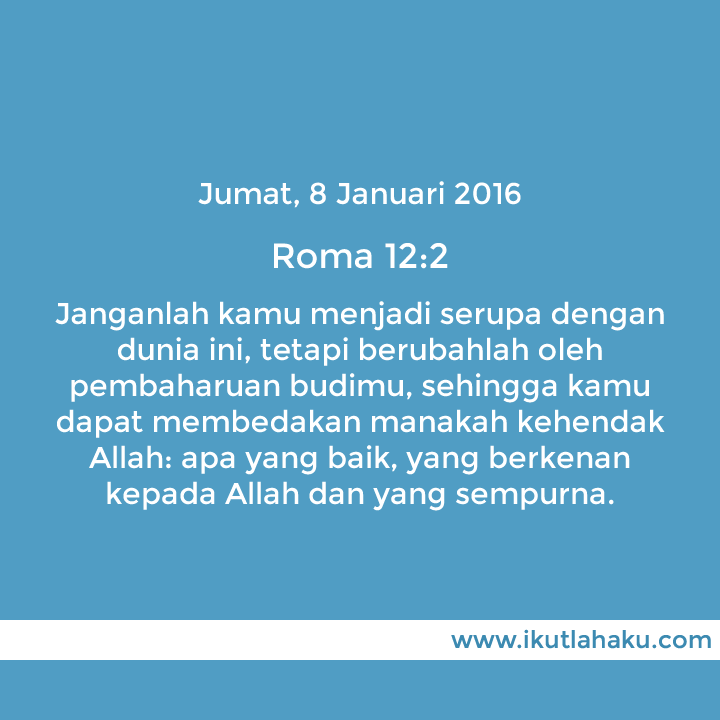 Jumat, 8 Januari 2016
Roma 12:2
Janganlah kamu menjadi serupa dengan
dunia ini, tetapi berubahlah oleh
pembaharuan budimu, sehingga kamu
dapat membedakan manakah kehendak
Allah: apa yang baik, yang berkenan
kepada Allah dan yang sempurna.
www.ikutlahaku.com